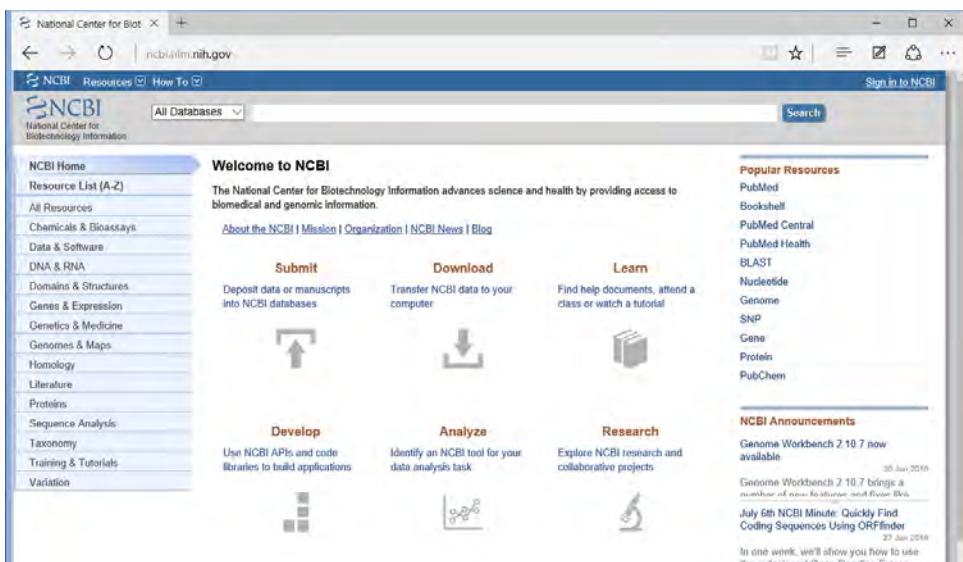 National Center for Biot
ncbi.nlm.nih.gov
NCBI Resources How To Sign in to NCBI
NCBI
National Center for
Biotechnology Information
All Databases
Search
NCBI Home
Resource List (A-Z)
All Resources
Chemicals & Bioassays
Data & Software
DNA & RNA
Domains & Structures
Genes & Expression
Genetics & Medicine
Genomes & Maps
Homology
Literature
Proteins
Sequence Analysis
Taxonomy
Training & Tutorials
Variation
Welcome to NCBI
The National Center for Biotechnology Information advances science and health by providing access to
biomedical and genomic information.
About the NCBI | Mission | Organization | NCBI News | Blog
Submit
Deposit data or manuscripts
into NCBI databases
Download
Transfer NCBI data to your
computer
Learn
Find help documents, attend a
class or watch a tutorial
Develop
Use NCBI APIs and code
libraries to build applications
Analyze
Identify an NCBI tool for your
data analysis task
Research
Explore NCBI research and
collaborative projects
Popular Resources
PubMed
Bookshelf
PubMed Central
PubMed Health
BLAST
Nucleotide
Genome
SNP
Gene
Protein
PubChem
NCBI Announcements
Genome Workbench 2.10.7 now
available
Jun 2016
Genome Workbench 2.10.7 brings a
number of new features and fixes like
July 6th NCBI Minute: Quickly Find
Coding Sequences Using ORFfinder
27 Jun 2016
In one week, we'll show you how to use